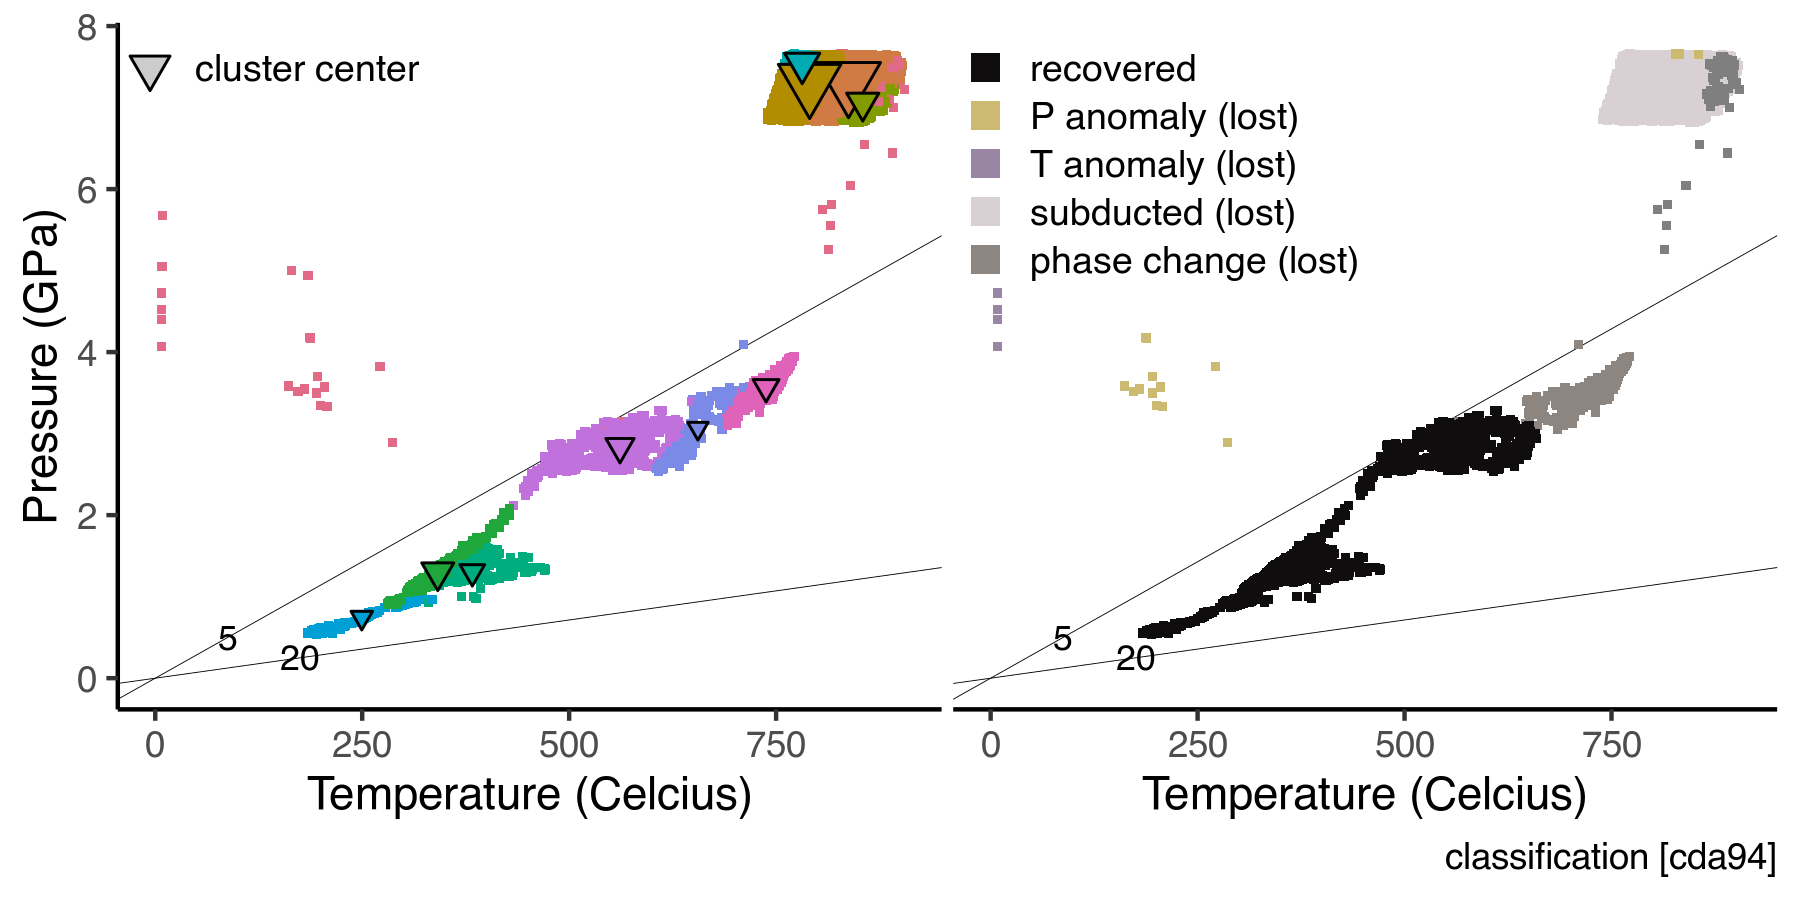 8
6
4
2
0
Pressure (GPa)
cluster center
5
20
0
250
500
750
Temperature (Celcius)
recovered
P anomaly (lost)
T anomaly (lost)
subducted (lost)
phase change (lost)
5
20
0
250
500
750
Temperature (Celcius)
classification [cda94]